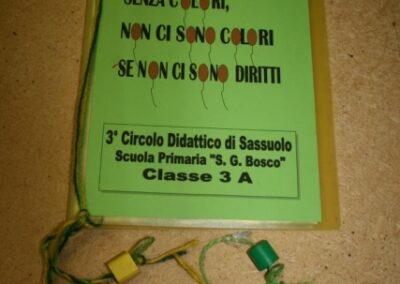 SENZA COLORI,
NON CI SONO COLORI
SE NON CI SONO DIRITTI
3° Circolo Didattico di Sassuolo
Scuola Primaria "S. G. Bosco"
Classe 3 A